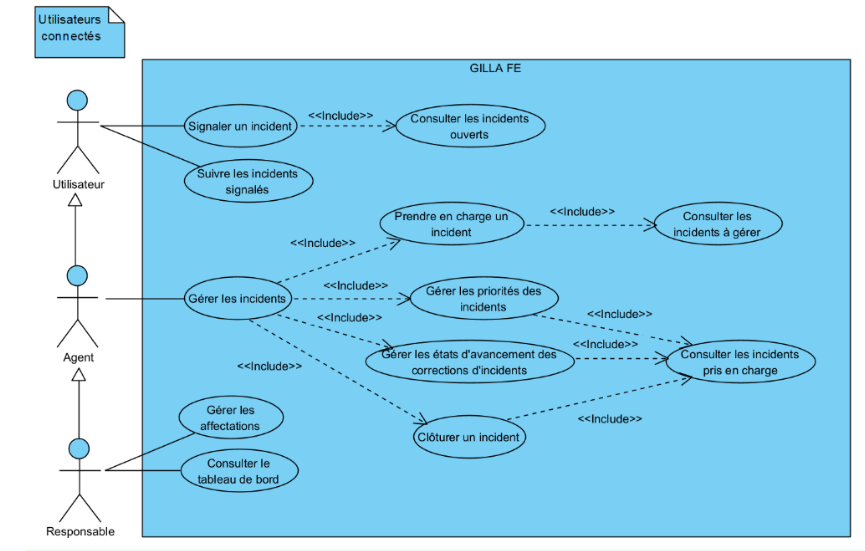 Utilisateurs
connectés
GILLA FE
Signaler un incident
<<Include>>
Consulter les incidents
ouverts
Suivre les incidents
signalés
Utilisateur
Prendre en charge un
incident
<<Include>>
Consulter les
incidents à gérer
<<Include>>
Gérer les incidents
<<Include>>
Gérer les priorités des
incidents
<<Include>>
<<Include>>
Agent
Gérer les états d'avancement des
corrections d'incidents
<<Include>>
Consulter les incidents
pris en charge
<<Include>>
Gérer les
affectations
Clôturer un incident
<<Include>>
Consulter le
tableau de bord
Responsable